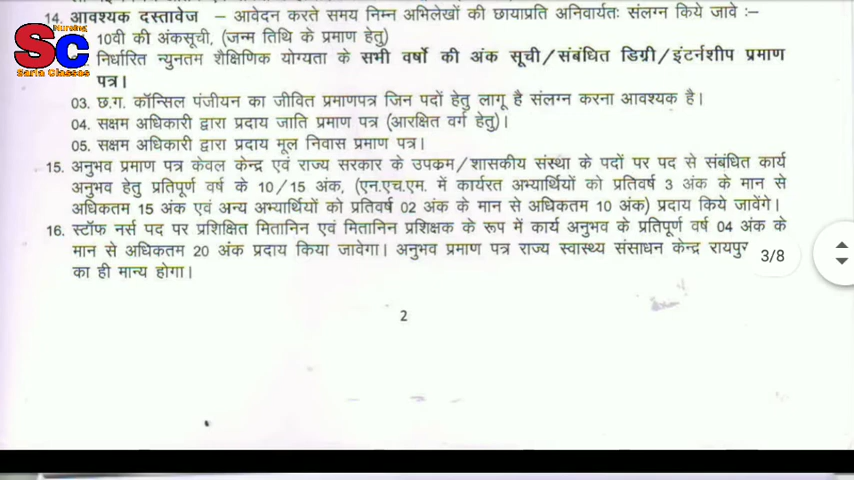 14. आवश्यक दस्तावेज – आवेदन करते समय निम्न अभिलेखों की छायाप्रति अनिवार्यतः संलग्न किये जावे :–
Nursing
SC
Sarla Classes
10वी की अंकसूची, (जन्म तिथि के प्रमाण हेतु)
निर्धारित न्युनतम शैक्षिणिक योग्यता के सभी वर्षो की अंक सूची/संबंधित डिग्री/इंटर्नशीप प्रमाण
पत्र।
03. छ.ग. कॉन्सिल पंजीयन का जीवित प्रमाणपत्र जिन पदों हेतु लागू है संलग्न करना आवश्यक है।
04. सक्षम अधिकारी द्वारा प्रदाय जाति प्रमाण पत्र (आरक्षित वर्ग हेतु)।
05. सक्षम अधिकारी द्वारा प्रदाय मूल निवास प्रमाण पत्र।
15. अनुभव प्रमाण पत्र केवल केन्द्र एवं राज्य सरकार के उपकम/शासकीय संस्था के पदों पर पद से संबंधित कार्य
अनुभव हेतु प्रतिपूर्ण वर्ष के 10/15 अंक, (एन.एच.एम. में कार्यरत अभ्यार्थियों को प्रतिवर्ष 3 अंक के मान से
अधिकतम 15 अंक एवं अन्य अभ्यार्थियों को प्रतिवर्ष 02 अंक के मान से अधिकतम 10 अंक) प्रदाय किये जावेंगे।
16. स्टॉफ नर्स पद पर प्रशिक्षित मितानिन एवं मितानिन प्रशिक्षक के रूप में कार्य अनुभव के प्रतिपूर्ण वर्ष 04 अंक के
मान से अधिकतम 20 अंक प्रदाय किया जावेगा। अनुभव प्रमाण पत्र राज्य स्वास्थ्य संसाधन केन्द्र रायपुर
का ही मान्य होगा।
3/8
2